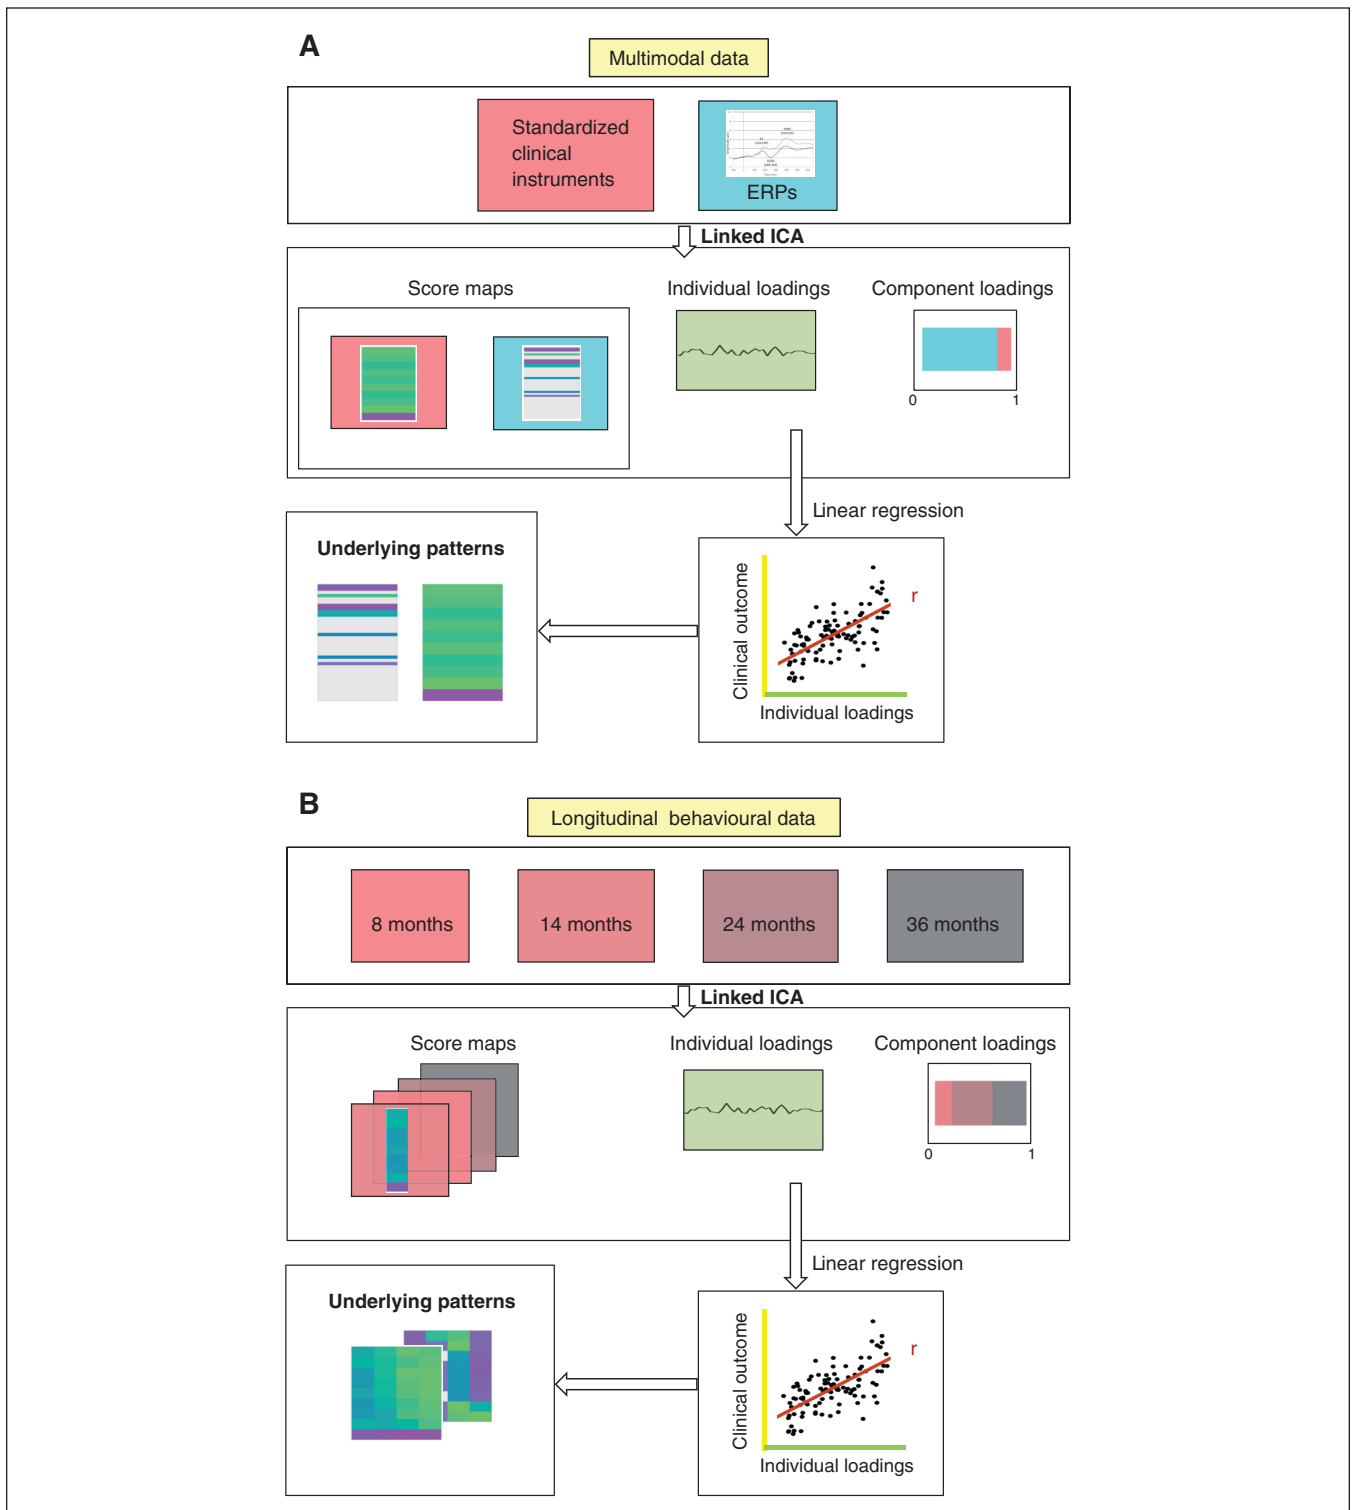 A
Multimodal data
Standardized
clinical
instruments
ERPs
Linked ICA
Score maps
Individual loadings
Component loadings
0
1
Linear regression
Underlying patterns
Clinical outcome
r
Individual loadings
B
Longitudinal behavioural data
8 months
14 months
24 months
36 months
Linked ICA
Score maps
Individual loadings
Component loadings
0
1
Linear regression
Underlying patterns
Clinical outcome
r
Individual loadings